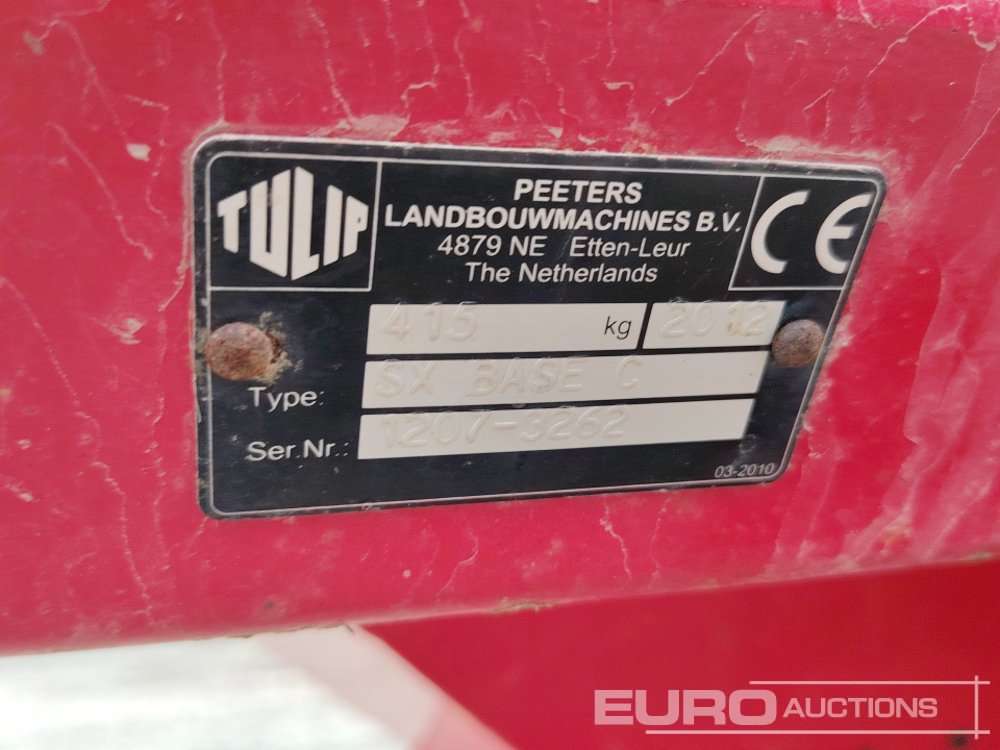 TULIP
PEETERS
LANDBOUWMACHINES B.V.
4879 NE Etten-Leur
The Netherlands
CE
415 kg 2012
Type: SX BASE C
Ser.Nr.: 1207-3262
03-2010
EURO AUCTIONS